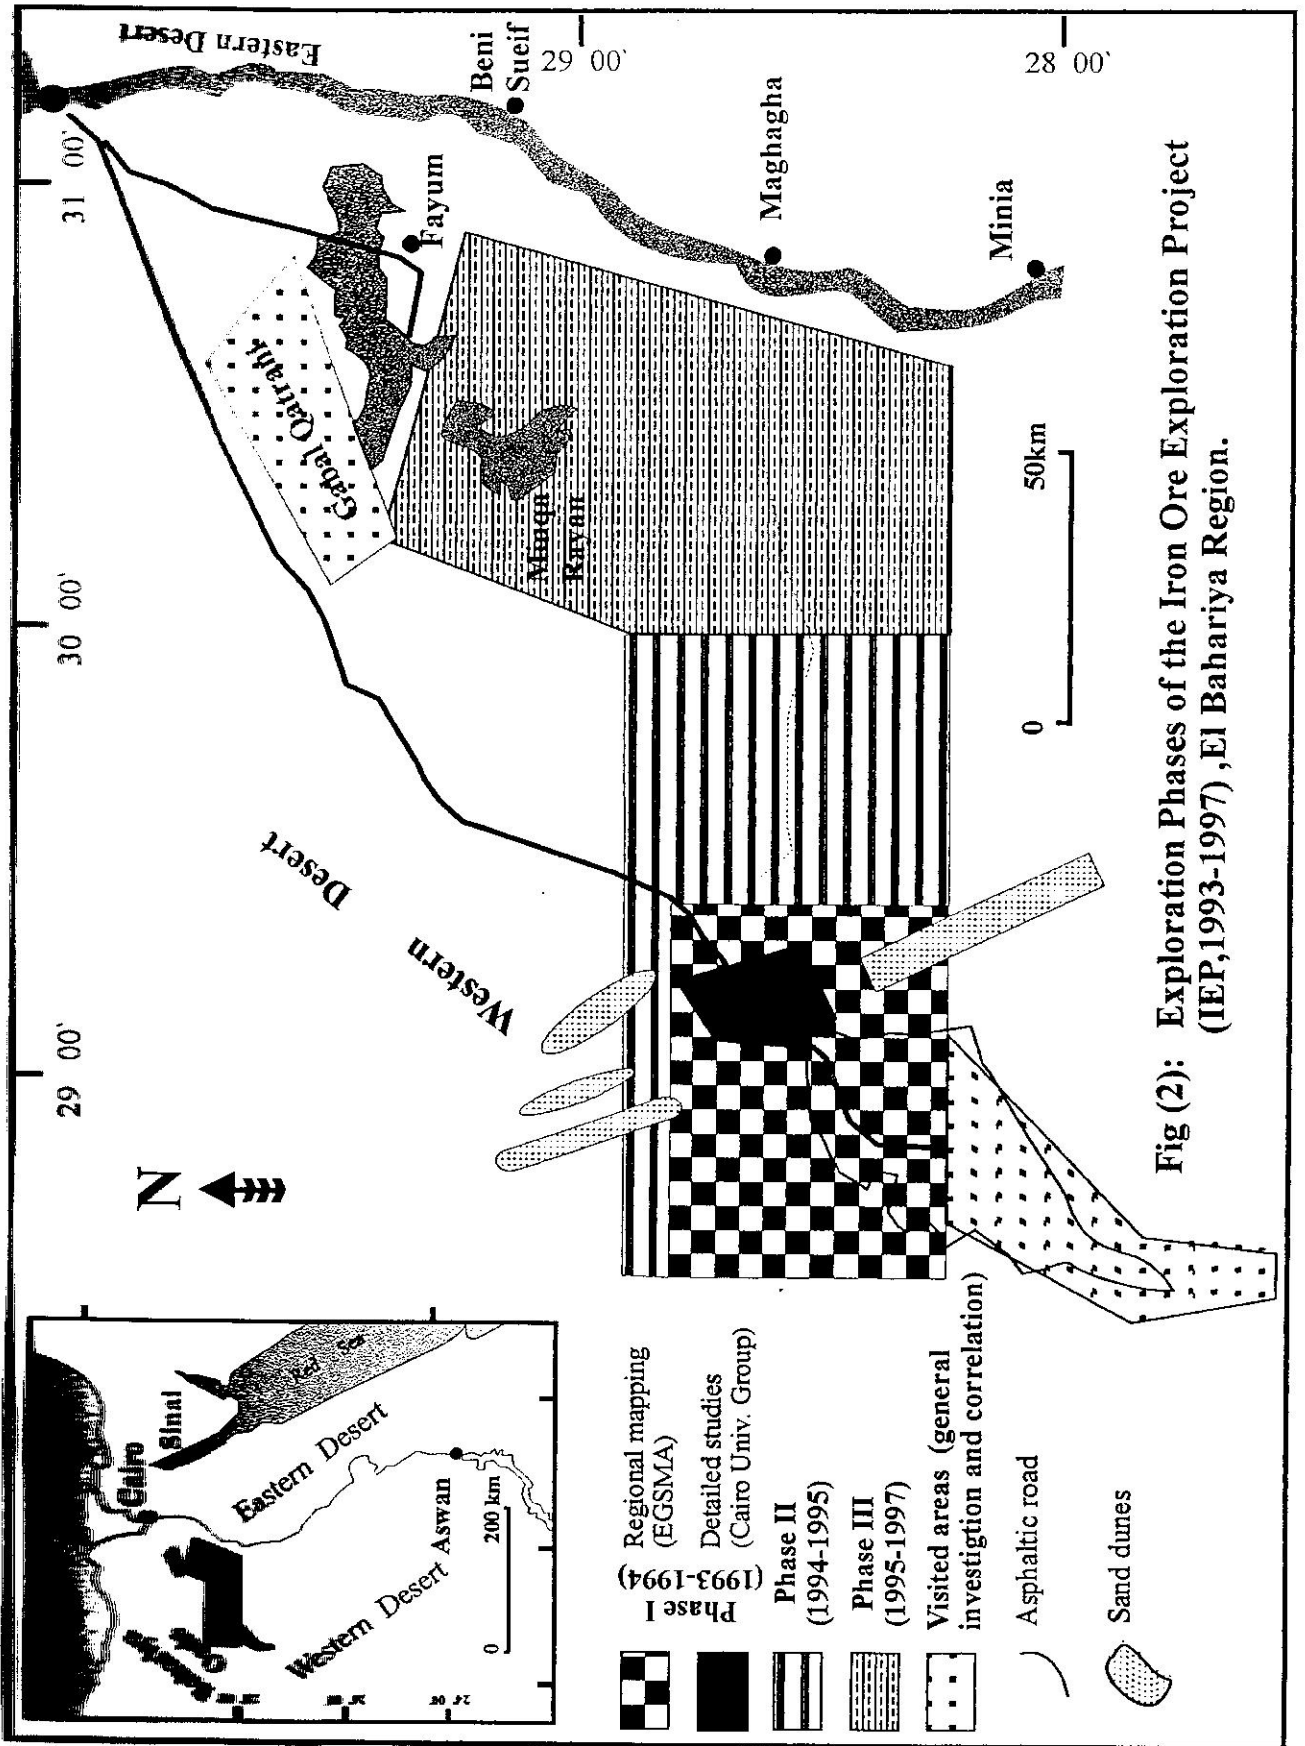 Eastern Desert
31 00'
30 00'
29 00'
29 00'
28 00'
Beni
Sueif
Fayum
Maghagha
Minia
Gabal Qatrani
Minqa
Rayan
Western
Desert
N
0 50km
Cairo
Sinai
Red Sea
Eastern Desert
Western Desert
Aswan
0 200 km
Phase I
(1993-1994)
Regional mapping
(EGSMA)
Detailed studies
(Cairo Univ. Group)
Phase II
(1994-1995)
Phase III
(1995-1997)
Visited areas (general
investigtion and correlation)
Asphaltic road
Sand dunes
Fig (2): Exploration Phases of the Iron Ore Exploration Project
(IEP,1993-1997) ,El Bahariya Region.